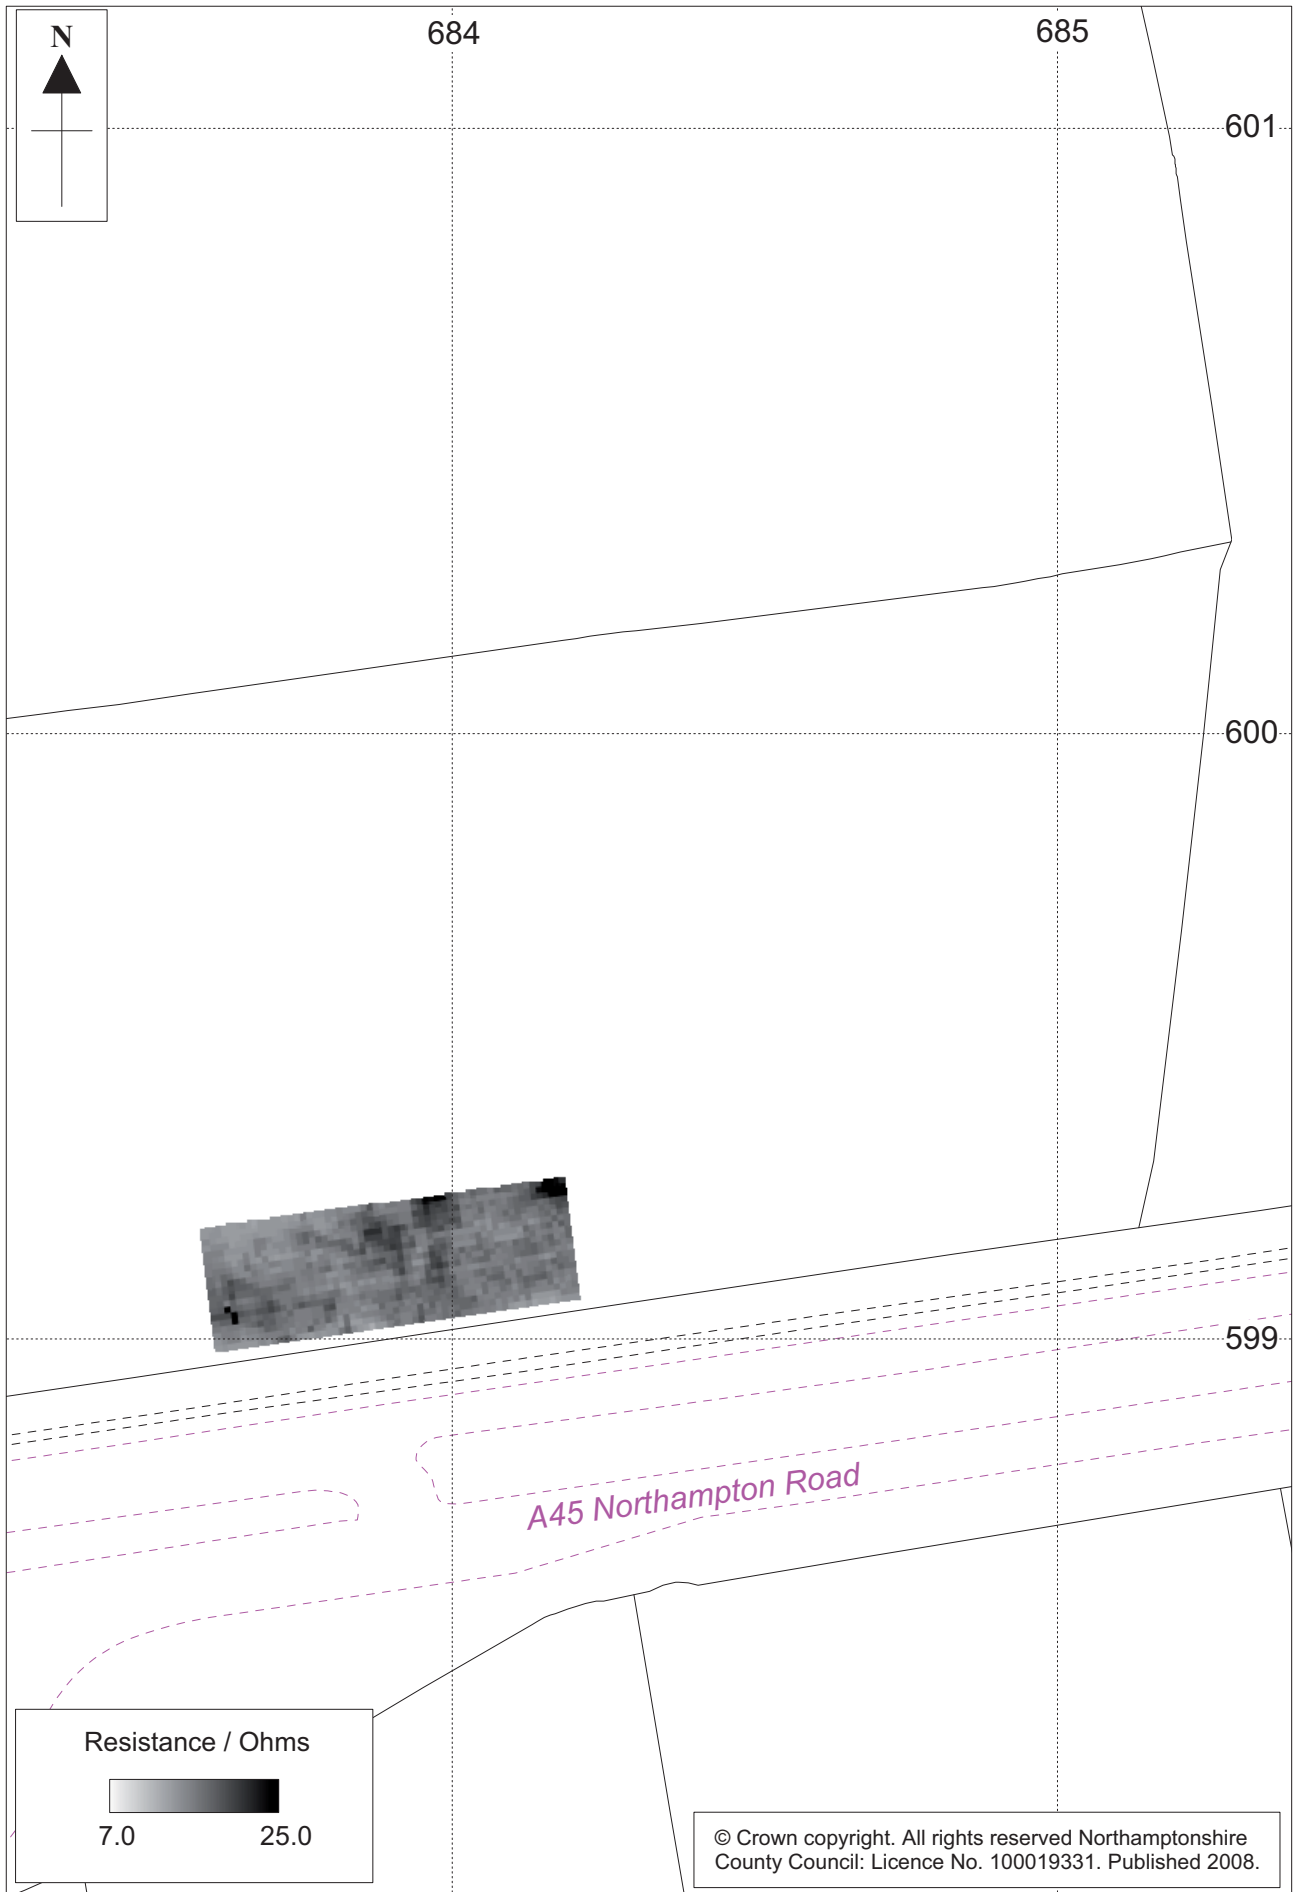 N
684
685
601
600
599
A45 Northampton Road
Resistance / Ohms
7.0 25.0
© Crown copyright. All rights reserved Northamptonshire
County Council: Licence No. 100019331. Published 2008.